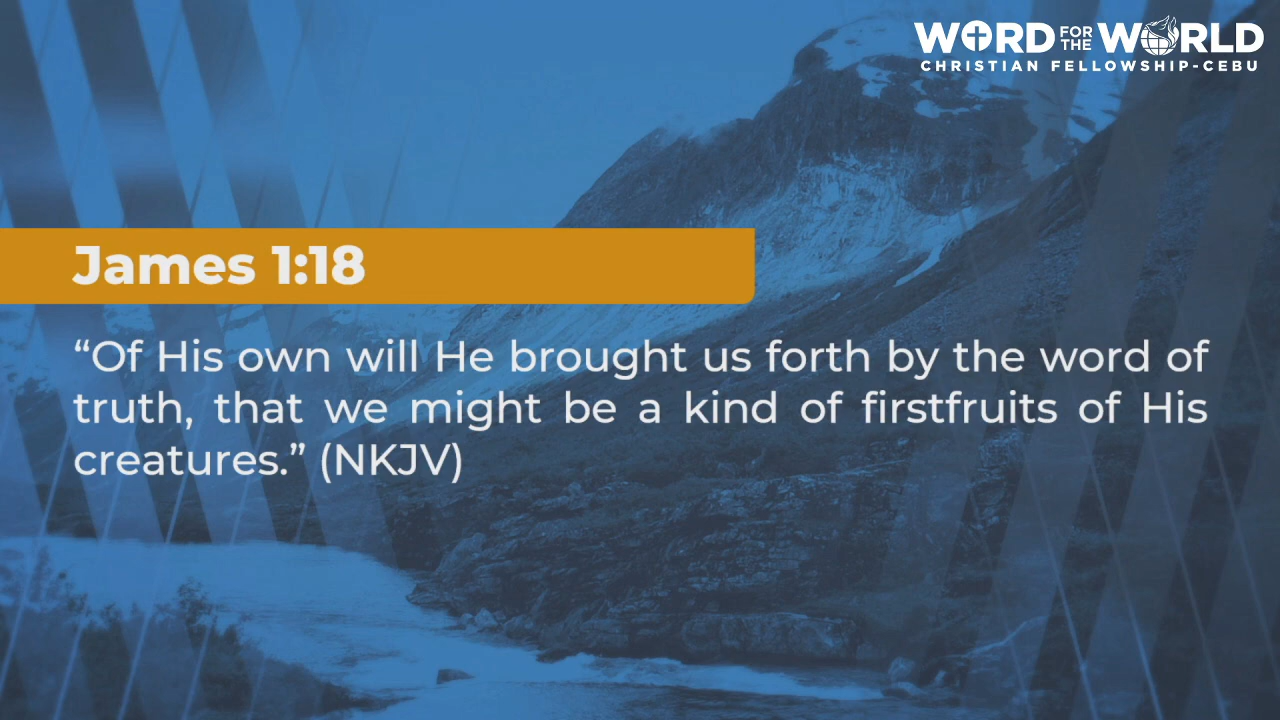 WORD FOR THE WORLD
CHRISTIAN FELLOWSHIP-CEBU
James 1:18
“Of His own will He brought us forth by the word of
truth, that we might be a kind of firstfruits of His
creatures.” (NKJV)